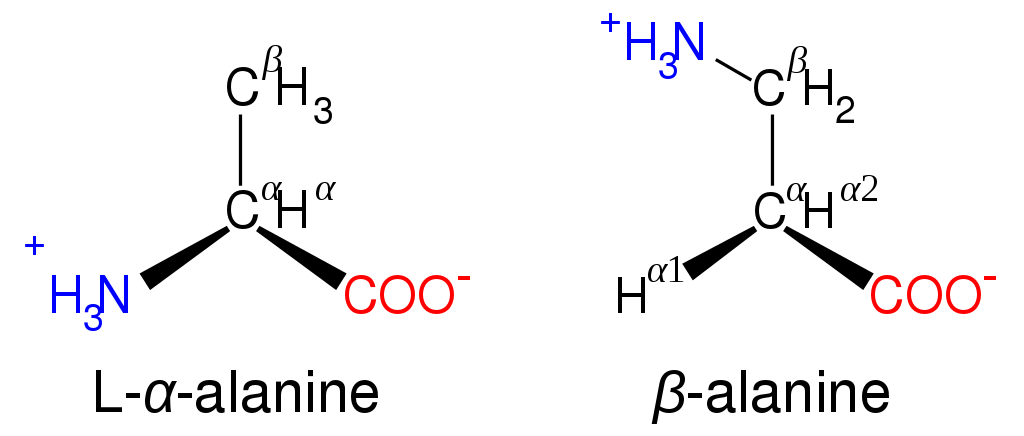 +H3N CβH2
CβH3
CαHα CαHα2
+
H3N COO- Hα1 COO-
L-α-alanine β-alanine